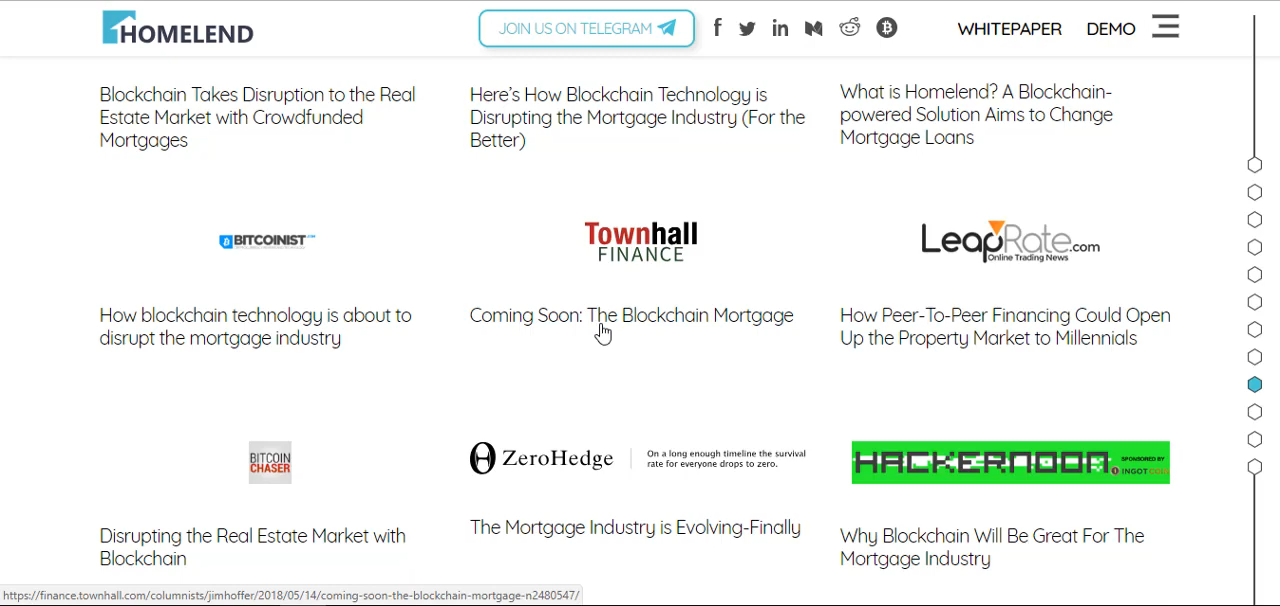 HOMELEND
JOIN US ON TELEGRAM
WHITEPAPER
DEMO
Blockchain Takes Disruption to the Real
Estate Market with Crowdfunded
Mortgages
Here's How Blockchain Technology is
Disrupting the Mortgage Industry (For the
Better)
What is Homelend? A Blockchain-
powered Solution Aims to Change
Mortgage Loans
BITCOINIST.COM
How blockchain technology is about to
disrupt the mortgage industry
Townhall
FINANCE
Coming Soon: The Blockchain Mortgage
LeapRate.com
Online Trading News
How Peer-To-Peer Financing Could Open
Up the Property Market to Millennials
BITCOIN
CHASER
Disrupting the Real Estate Market with
Blockchain
ZeroHedge
On a long enough timeline the survival
rate for everyone drops to zero.
The Mortgage Industry is Evolving-Finally
HACKERNOON
SPONSORED BY
Why Blockchain Will Be Great For The
Mortgage Industry
https://finance.townhall.com/columnists/jimhoffer/2018/05/14/coming-soon-the-blockchain-mortgage-n2480547/